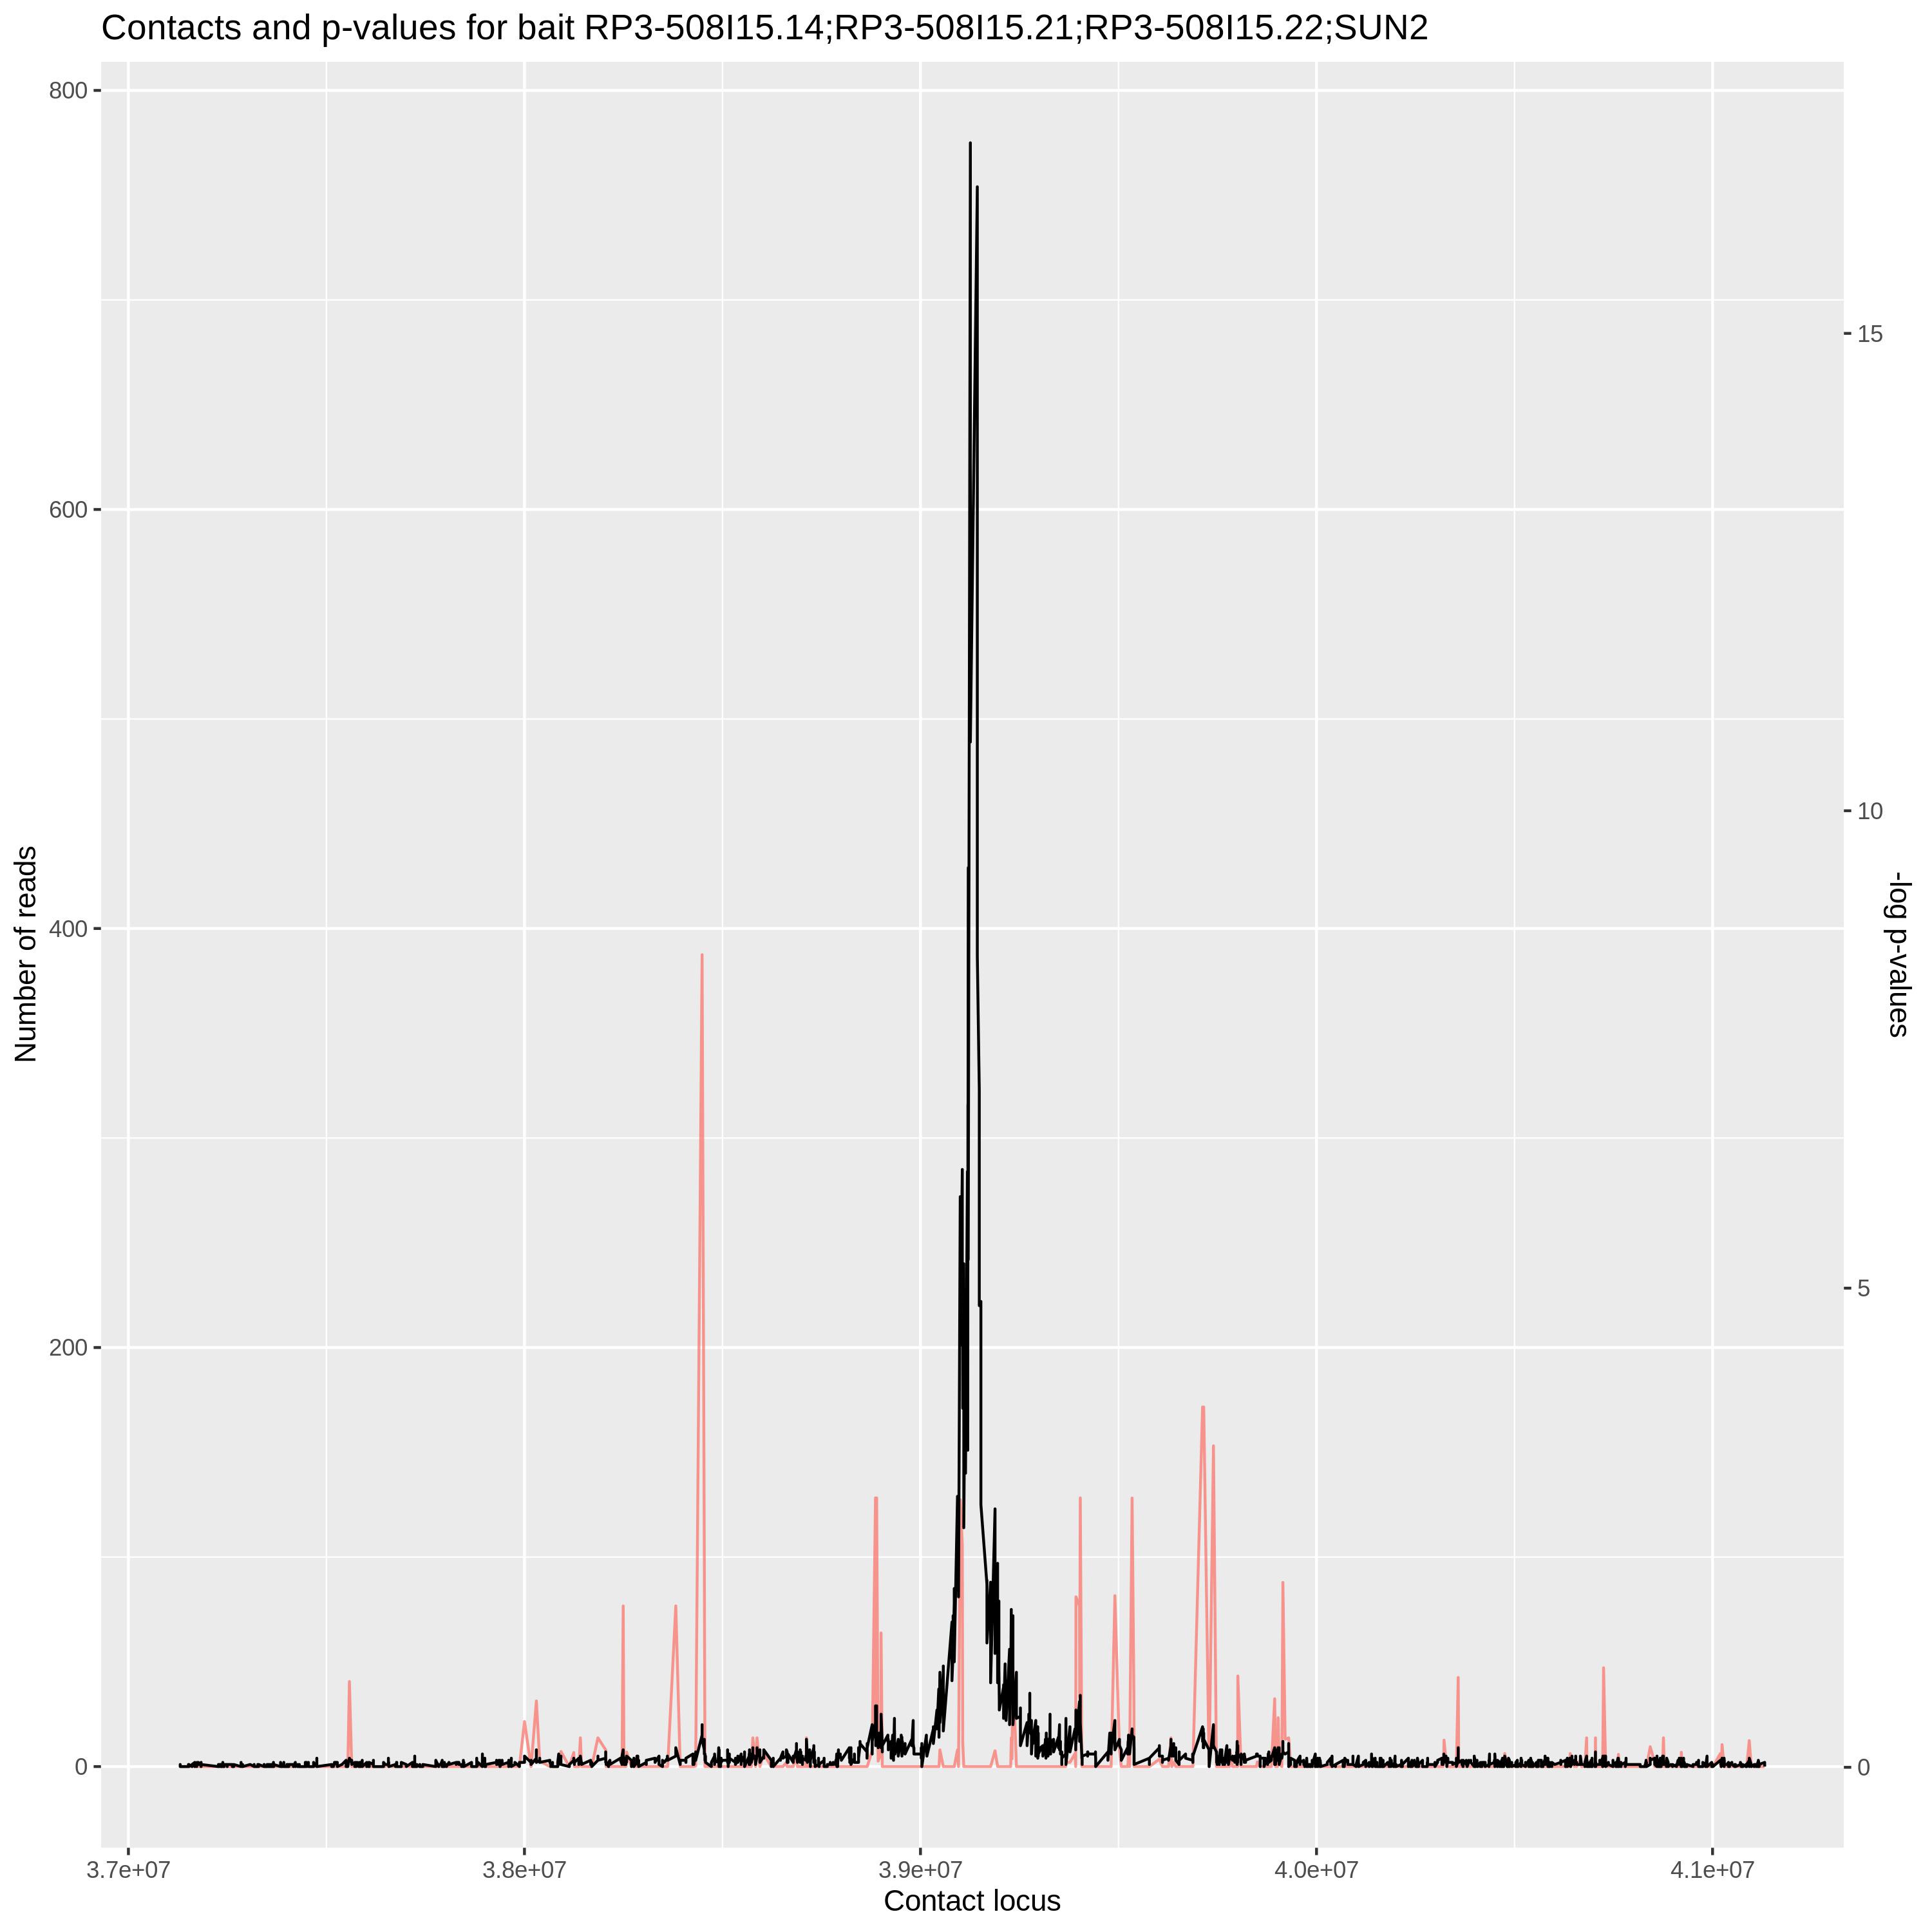 Contacts and p-values for bait RP3-508I15.14;RP3-508I15.21;RP3-508I15.22;SUN2
800
600
400
200
0
Number of reads
15
10
5
0
-log p-values
3.7e+07
3.8e+07
3.9e+07
4.0e+07
4.1e+07
Contact locus